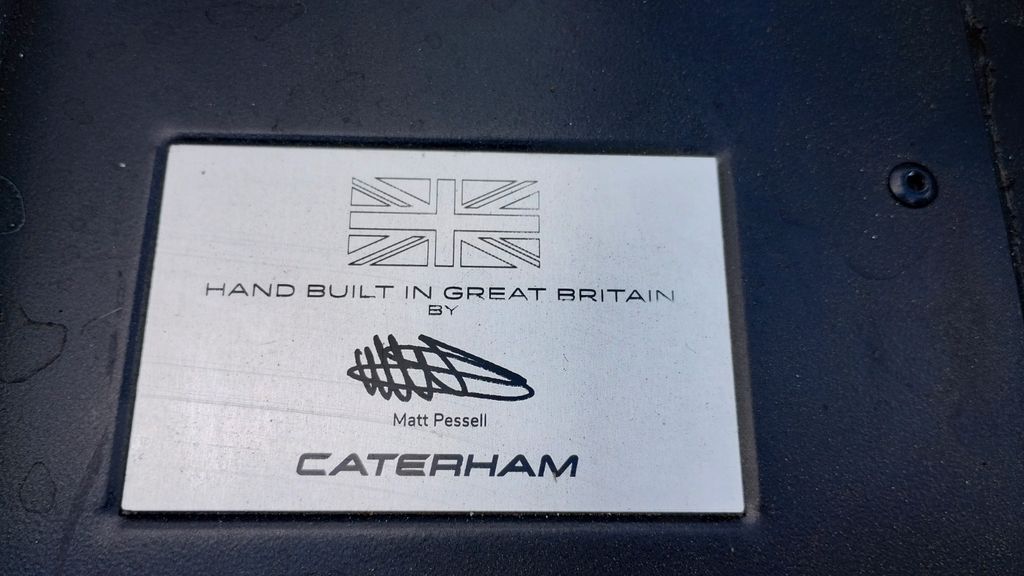 HAND BUILT IN GREAT BRITAIN
BY
Matt Pessell
CATERHAM